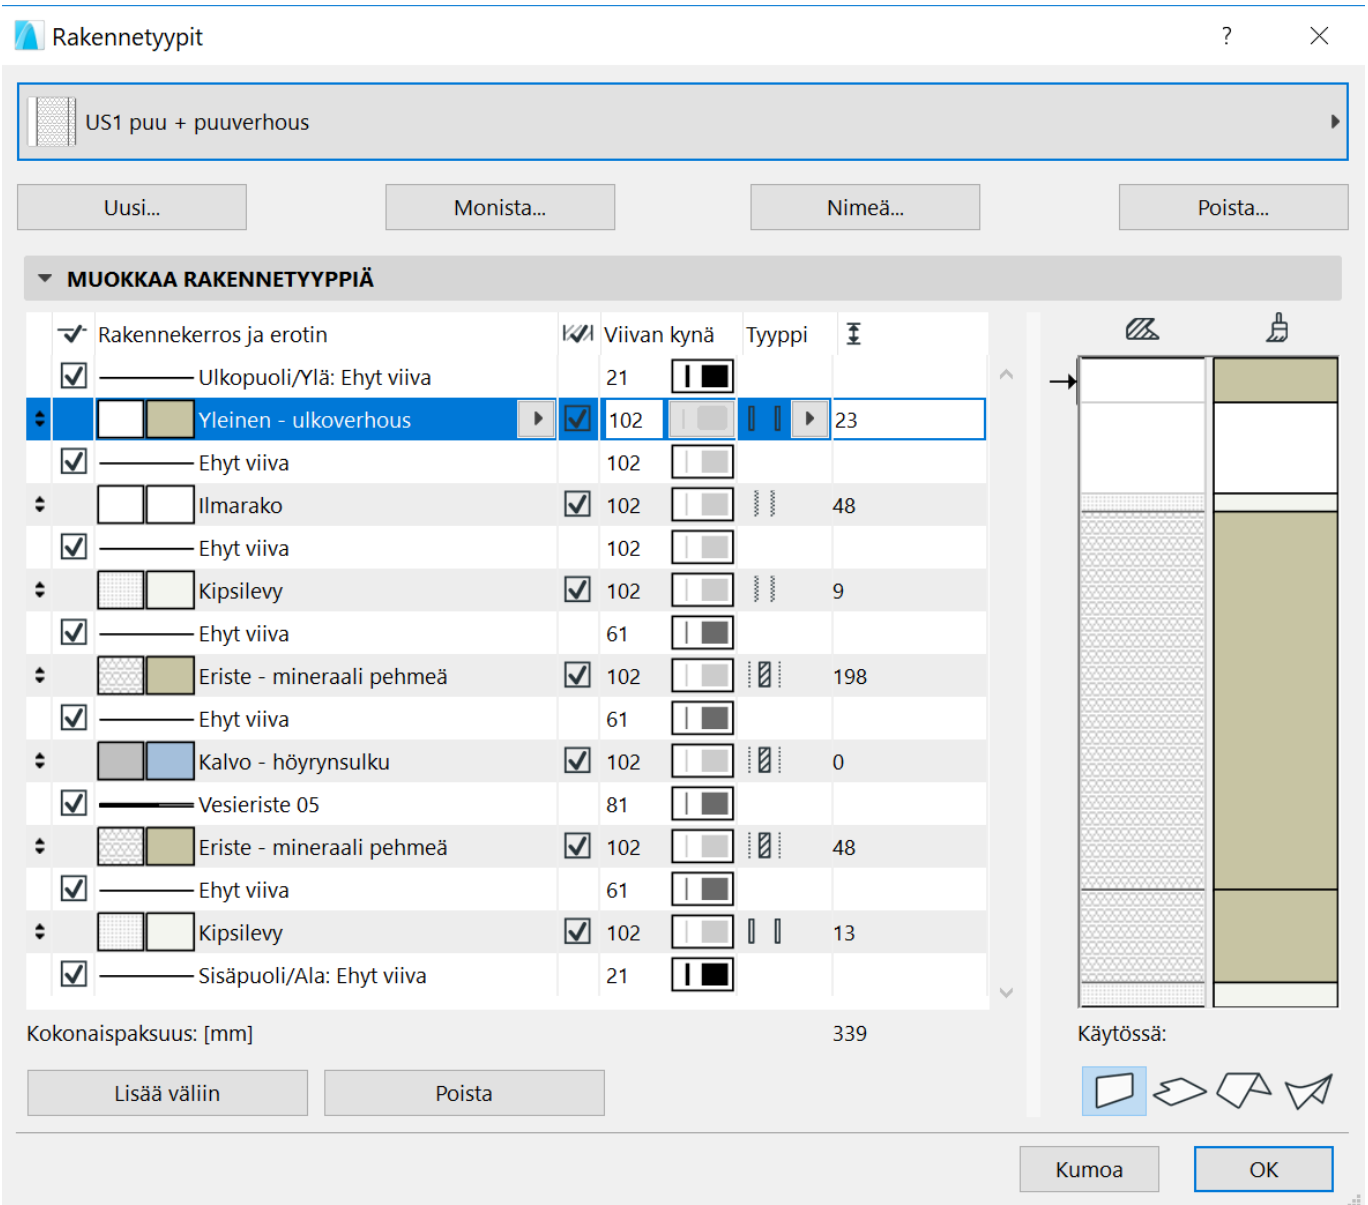 Rakennetyypit ?
US1 puu + puuverhous
Uusi... Monista... Nimeä... Poista...
MUOKKAA RAKENNETYYPPIÄ
Rakennekerros ja erotin Viivan kynä Tyyppi
Ulkopuoli/Ylä: Ehyt viiva 21
Yleinen - ulkoverhous 102 23
Ehyt viiva 102
Ilmarako 102 48
Ehyt viiva 102
Kipsilevy 102 9
Ehyt viiva 61
Eriste - mineraali pehmeä 102 198
Ehyt viiva 61
Kalvo - höyrynsulku 102 0
Vesieriste 05 81
Eriste - mineraali pehmeä 102 48
Ehyt viiva 61
Kipsilevy 102 13
Sisäpuoli/Ala: Ehyt viiva 21
Kokonaispaksuus: [mm] 339
Käytössä:
Lisää väliin Poista
Kumoa OK